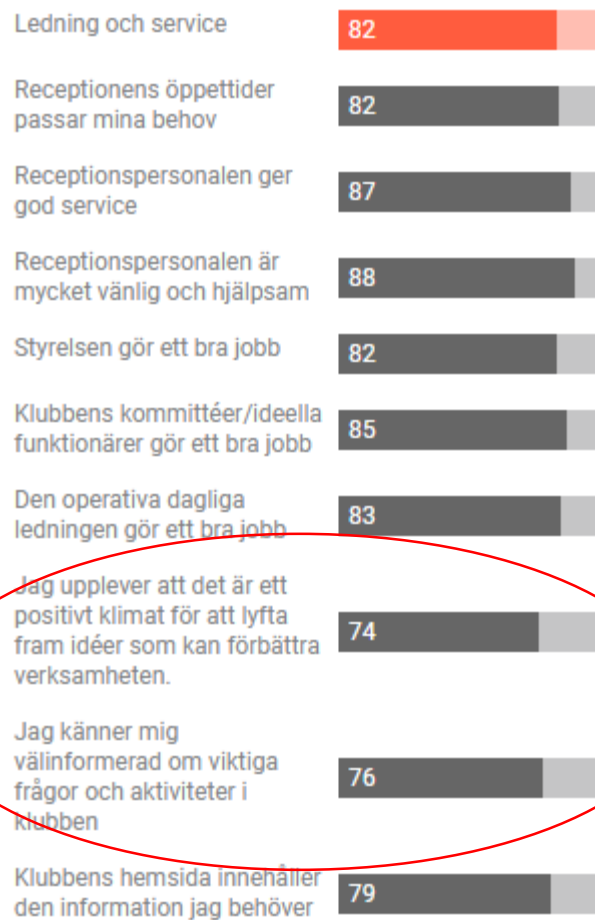 Ledning och service
82
Receptionens öppettider
passar mina behov
82
Receptionspersonalen ger
god service
87
Receptionspersonalen är
mycket vänlig och hjälpsam
88
Styrelsen gör ett bra jobb
82
Klubbens kommittéer/ideella
funktionärer gör ett bra jobb
85
Den operativa dagliga
ledningen gör ett bra jobb
83
Jag upplever att det är ett
positivt klimat för att lyfta
fram idéer som kan förbättra
verksamheten.
74
Jag känner mig
välinformerad om viktiga
frågor och aktiviteter i
klubben
76
Klubbens hemsida innehåller
den information jag behöver
79